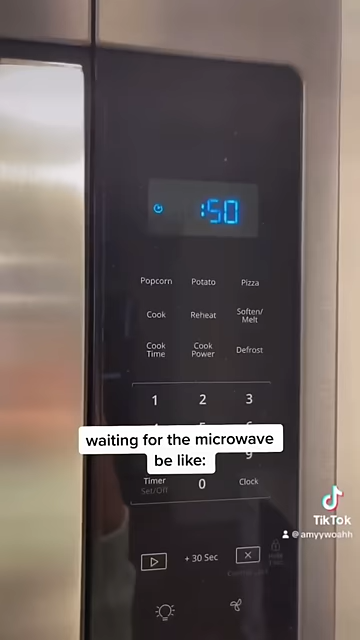 :50
Popcorn Potato Pizza
Cook Reheat Soften/
Melt
Cook
Time Cook
Power Defrost
1 2 3
waiting for the microwave
be like:
9
Timer
Set/Off 0 Clock
+ 30 Sec
TikTok
@amyywoahh